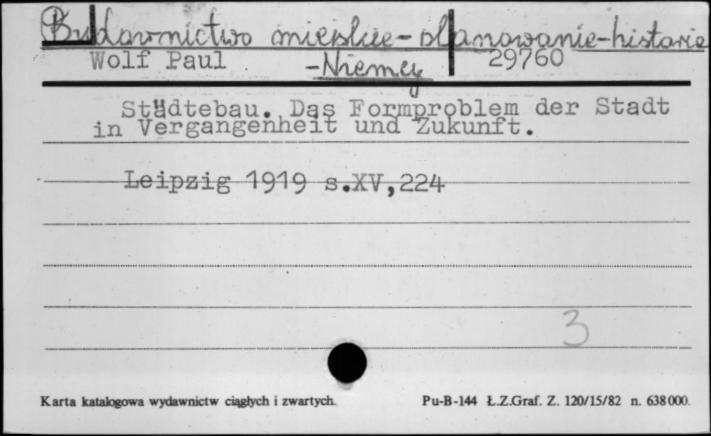 Budownictwo miejskie - planowanie - historia
Wolf Paul - Niemcy 29760
Städtebau. Das Formproblem der Stadt
in Vergangenheit und Zukunft.
Leipzig 1919 s.XV,224
3
Karta katalogowa wydawnictw ciągłych i zwartych. Pu-B-144 Ł.Z.Graf. Z. 120/15/82 n. 638000.